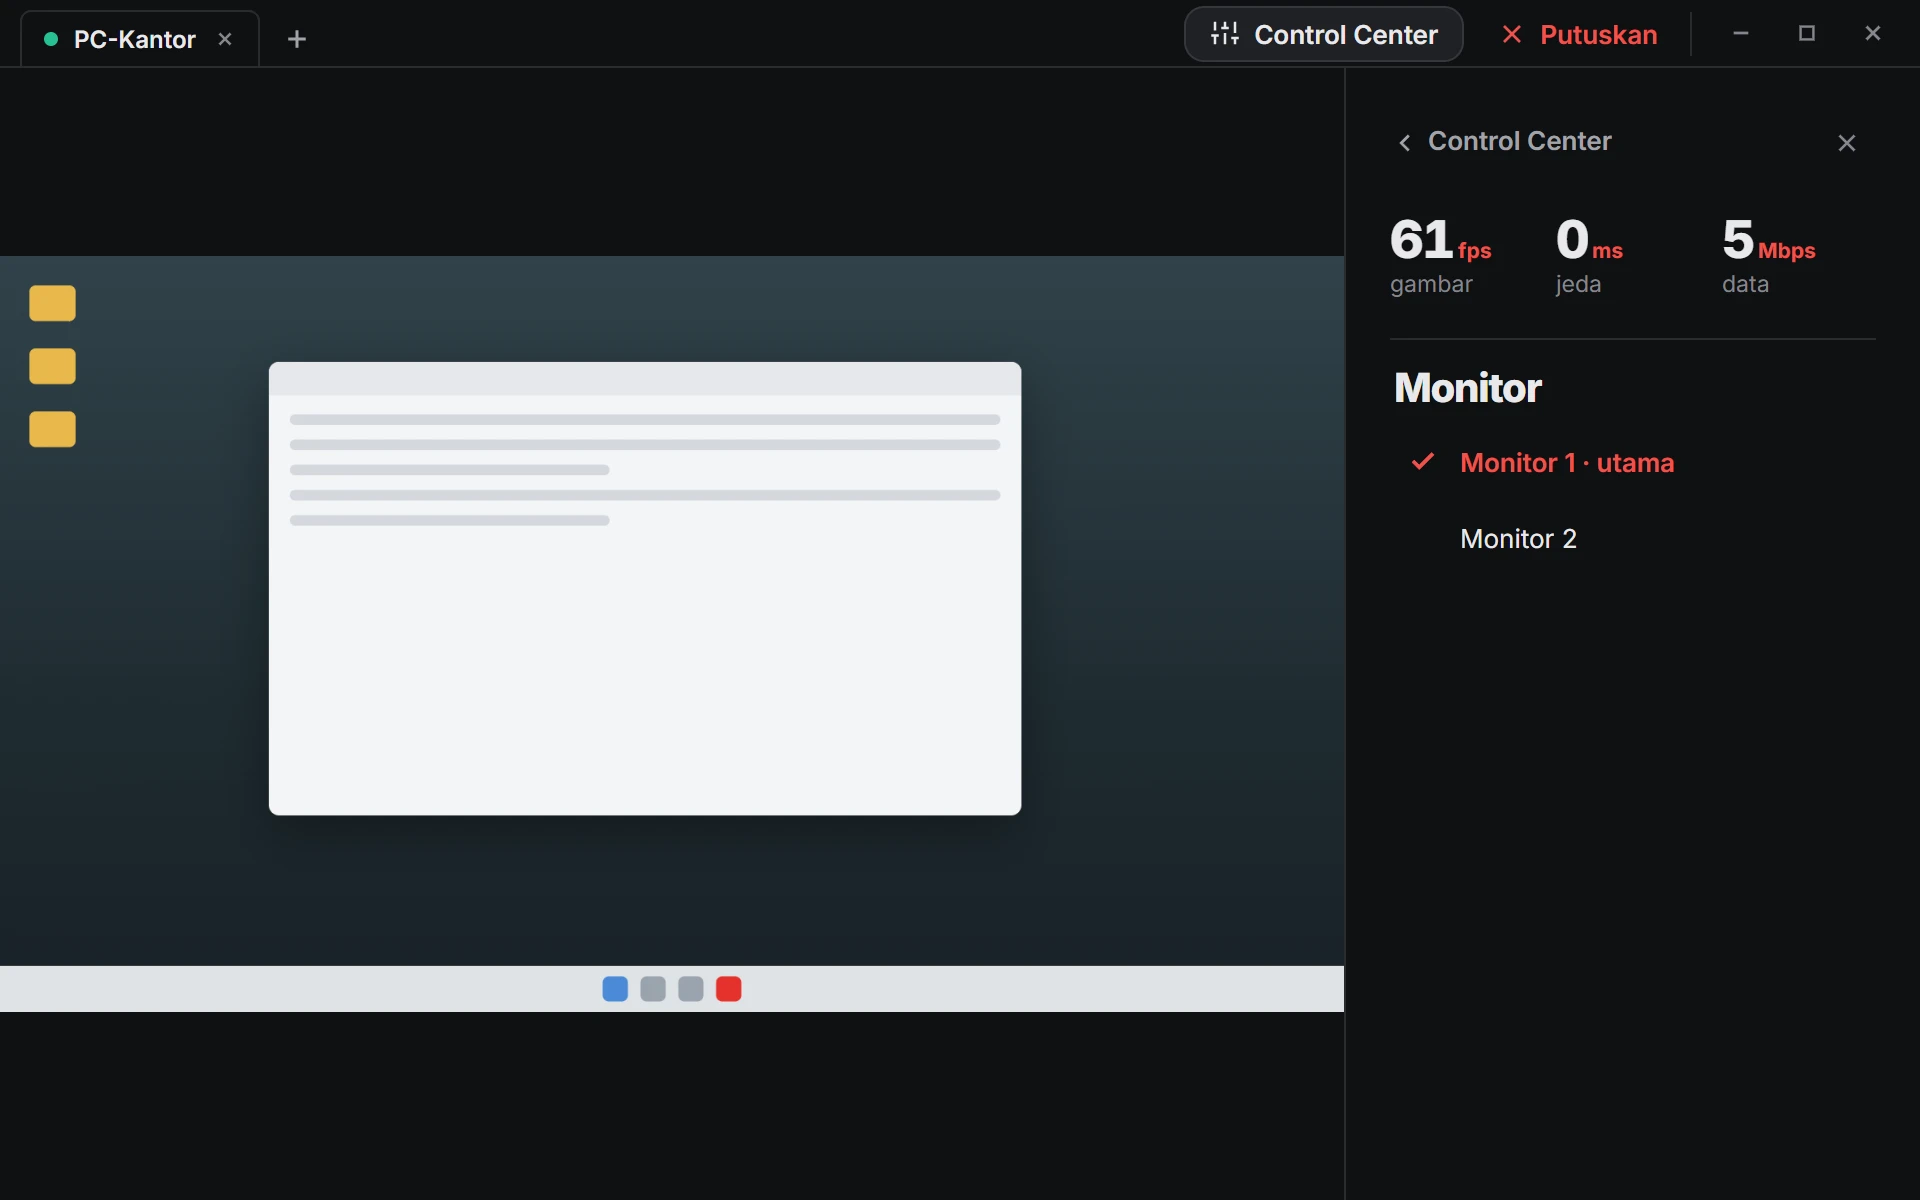 PC-Kantor
Control Center
Putuskan
Control Center
61 fps
gambar
0 ms
jeda
5 Mbps
data
Monitor
Monitor 1 · utama
Monitor 2